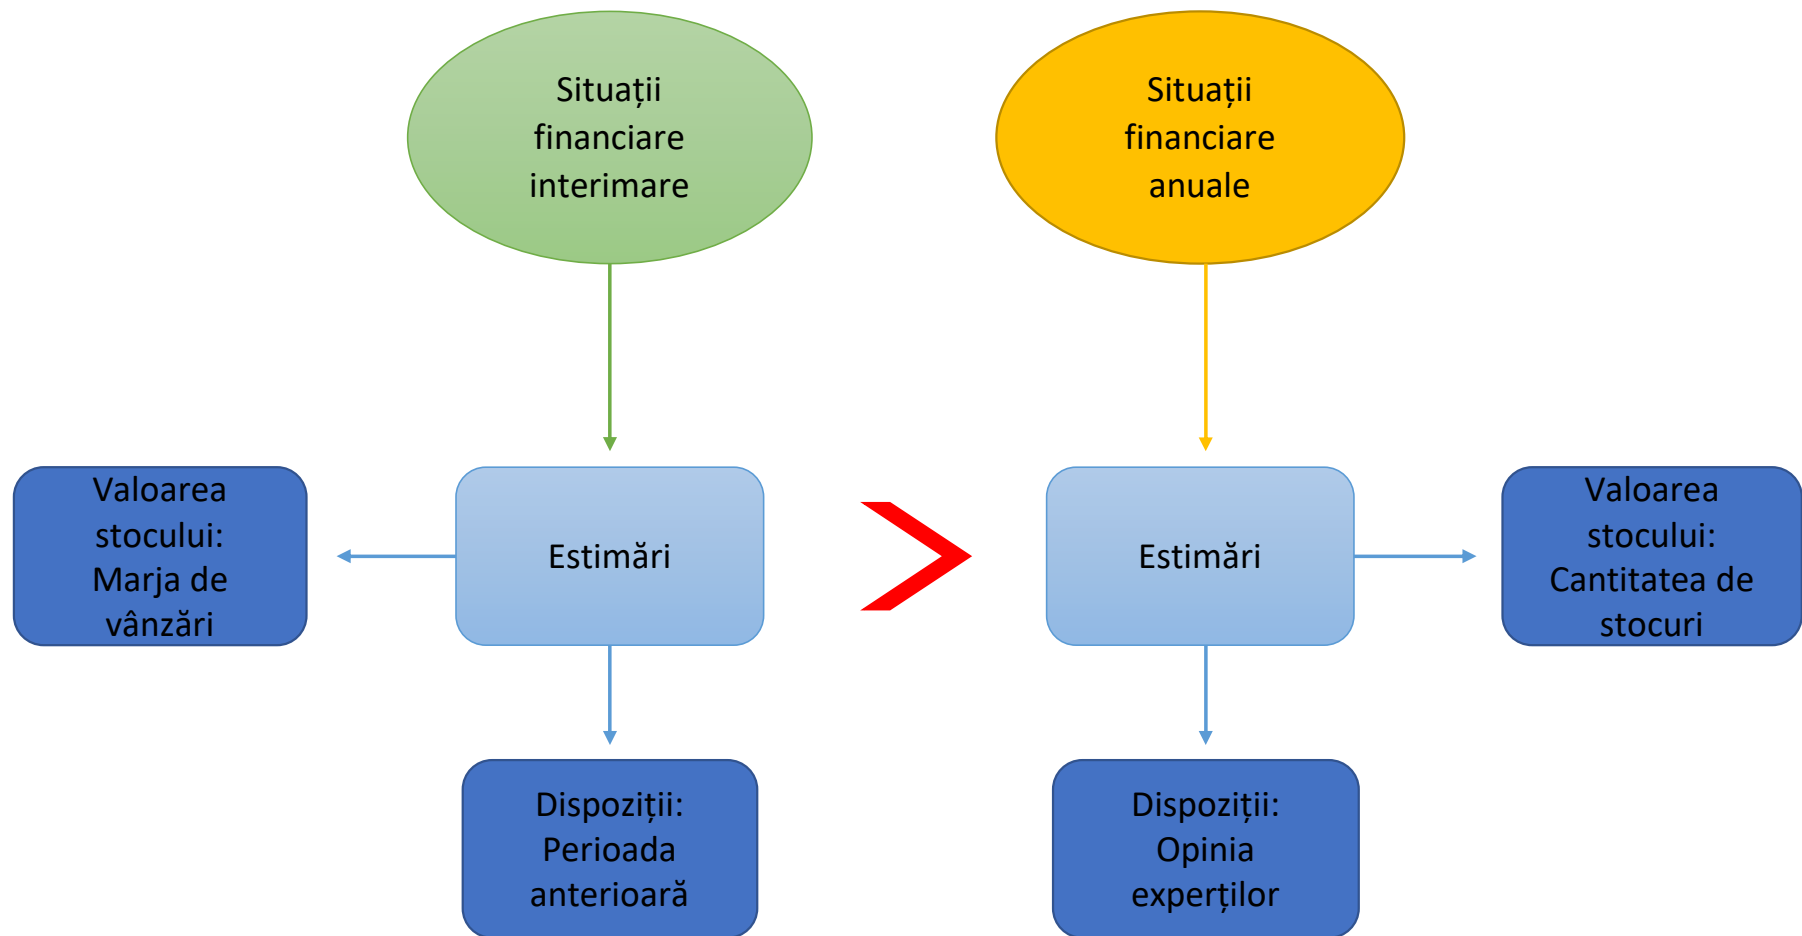 Situații
financiare
interimare
Situații
financiare
anuale
Valoarea
stocului:
Marja de
vânzări
Estimări
Estimări
Valoarea
stocului:
Cantitatea de
stocuri
Dispoziții:
Perioada
anterioară
Dispoziții:
Opinia
experților